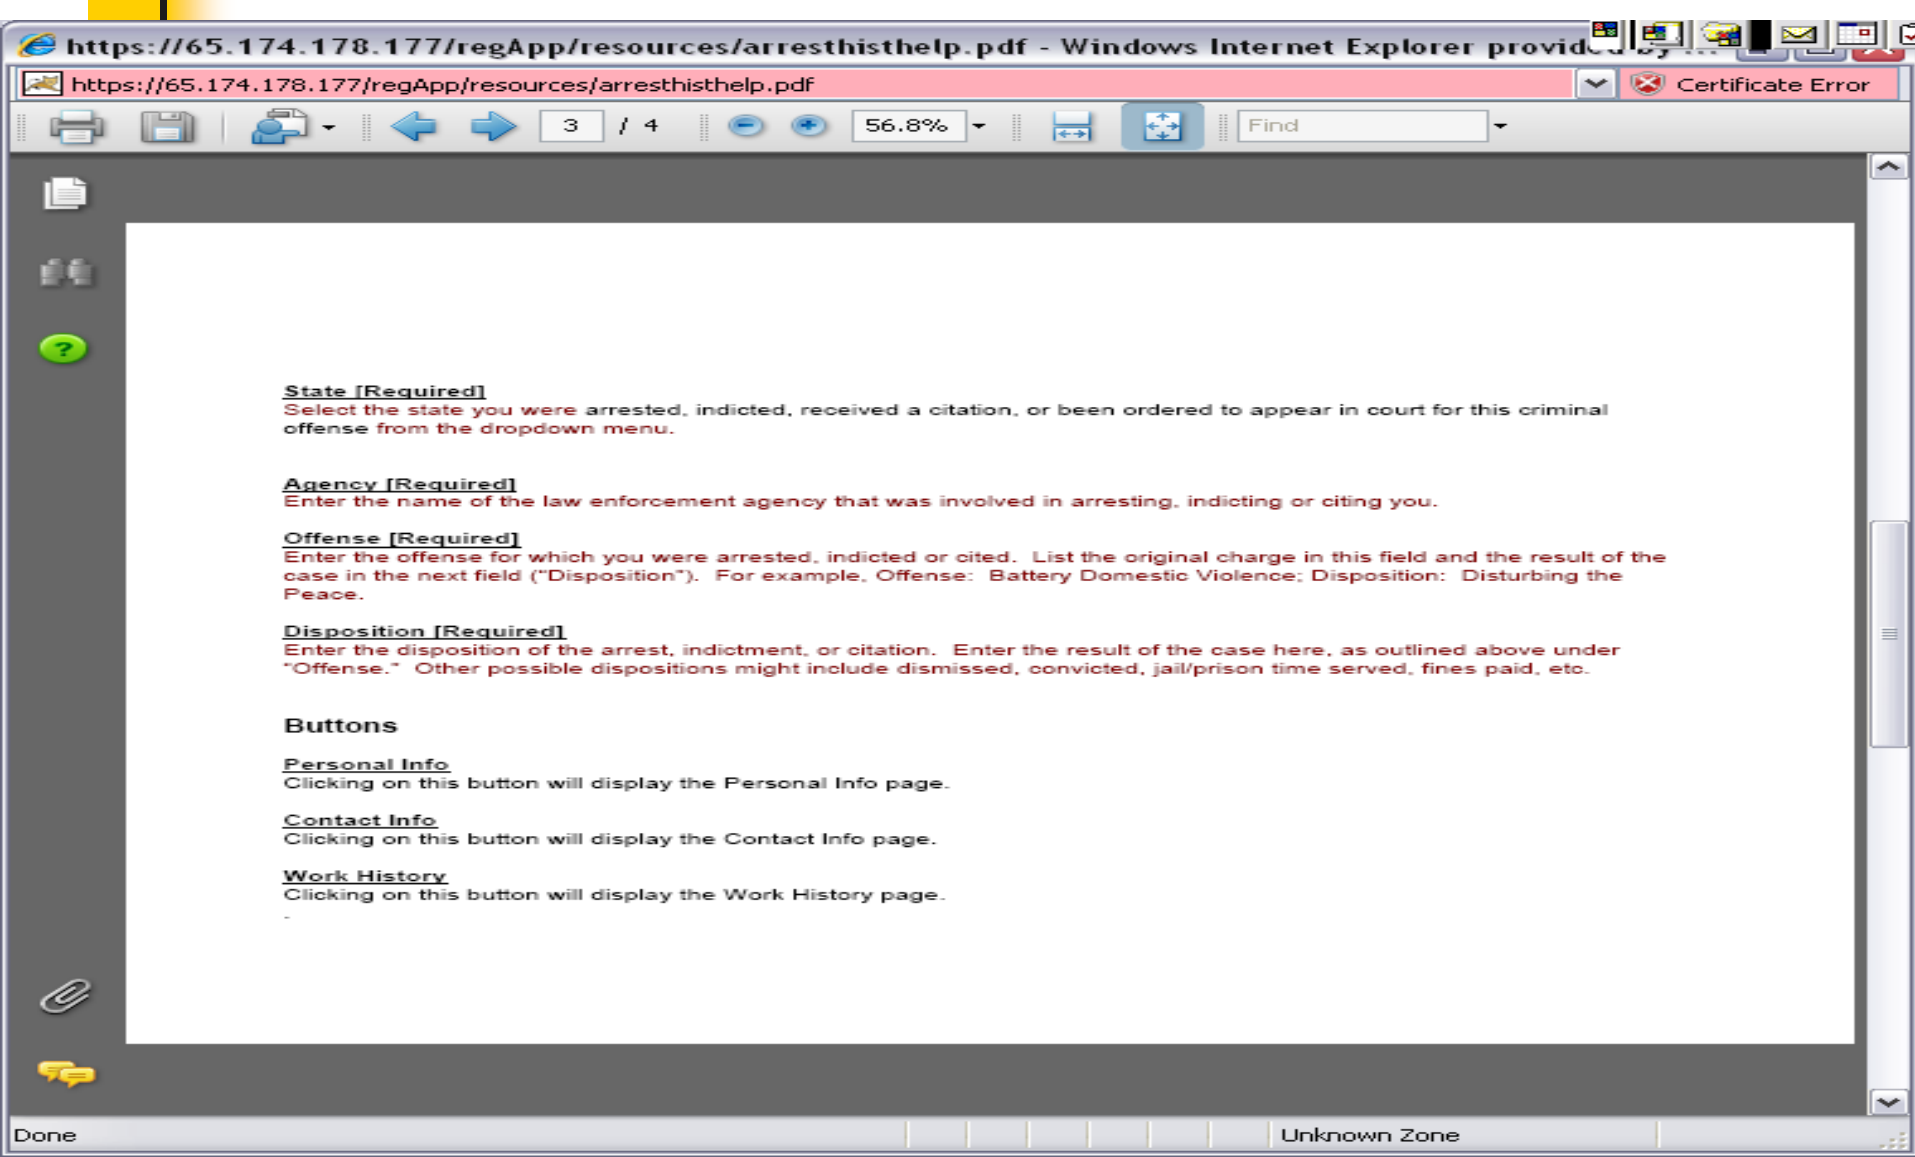 https://65.174.178.177/regApp/resources/arresthisthelp.pdf - Windows Internet Explorer provided by ...
https://65.174.178.177/regApp/resources/arresthisthelp.pdf
Certificate Error
3 / 4
56.8%
Find
State [Required]
Select the state you were arrested, indicted, received a citation, or been ordered to appear in court for this criminal
offense from the dropdown menu.
Agency [Required]
Enter the name of the law enforcement agency that was involved in arresting, indicting or citing you.
Offense [Required]
Enter the offense for which you were arrested, indicted or cited.  List the original charge in this field and the result of the
case in the next field ("Disposition").  For example, Offense:  Battery Domestic Violence; Disposition:  Disturbing the
Peace.
Disposition [Required]
Enter the disposition of the arrest, indictment, or citation.  Enter the result of the case here, as outlined above under
"Offense."  Other possible dispositions might include dismissed, convicted, jail/prison time served, fines paid, etc.
Buttons
Personal Info
Clicking on this button will display the Personal Info page.
Contact Info
Clicking on this button will display the Contact Info page.
Work History
Clicking on this button will display the Work History page.
-
Done
Unknown Zone